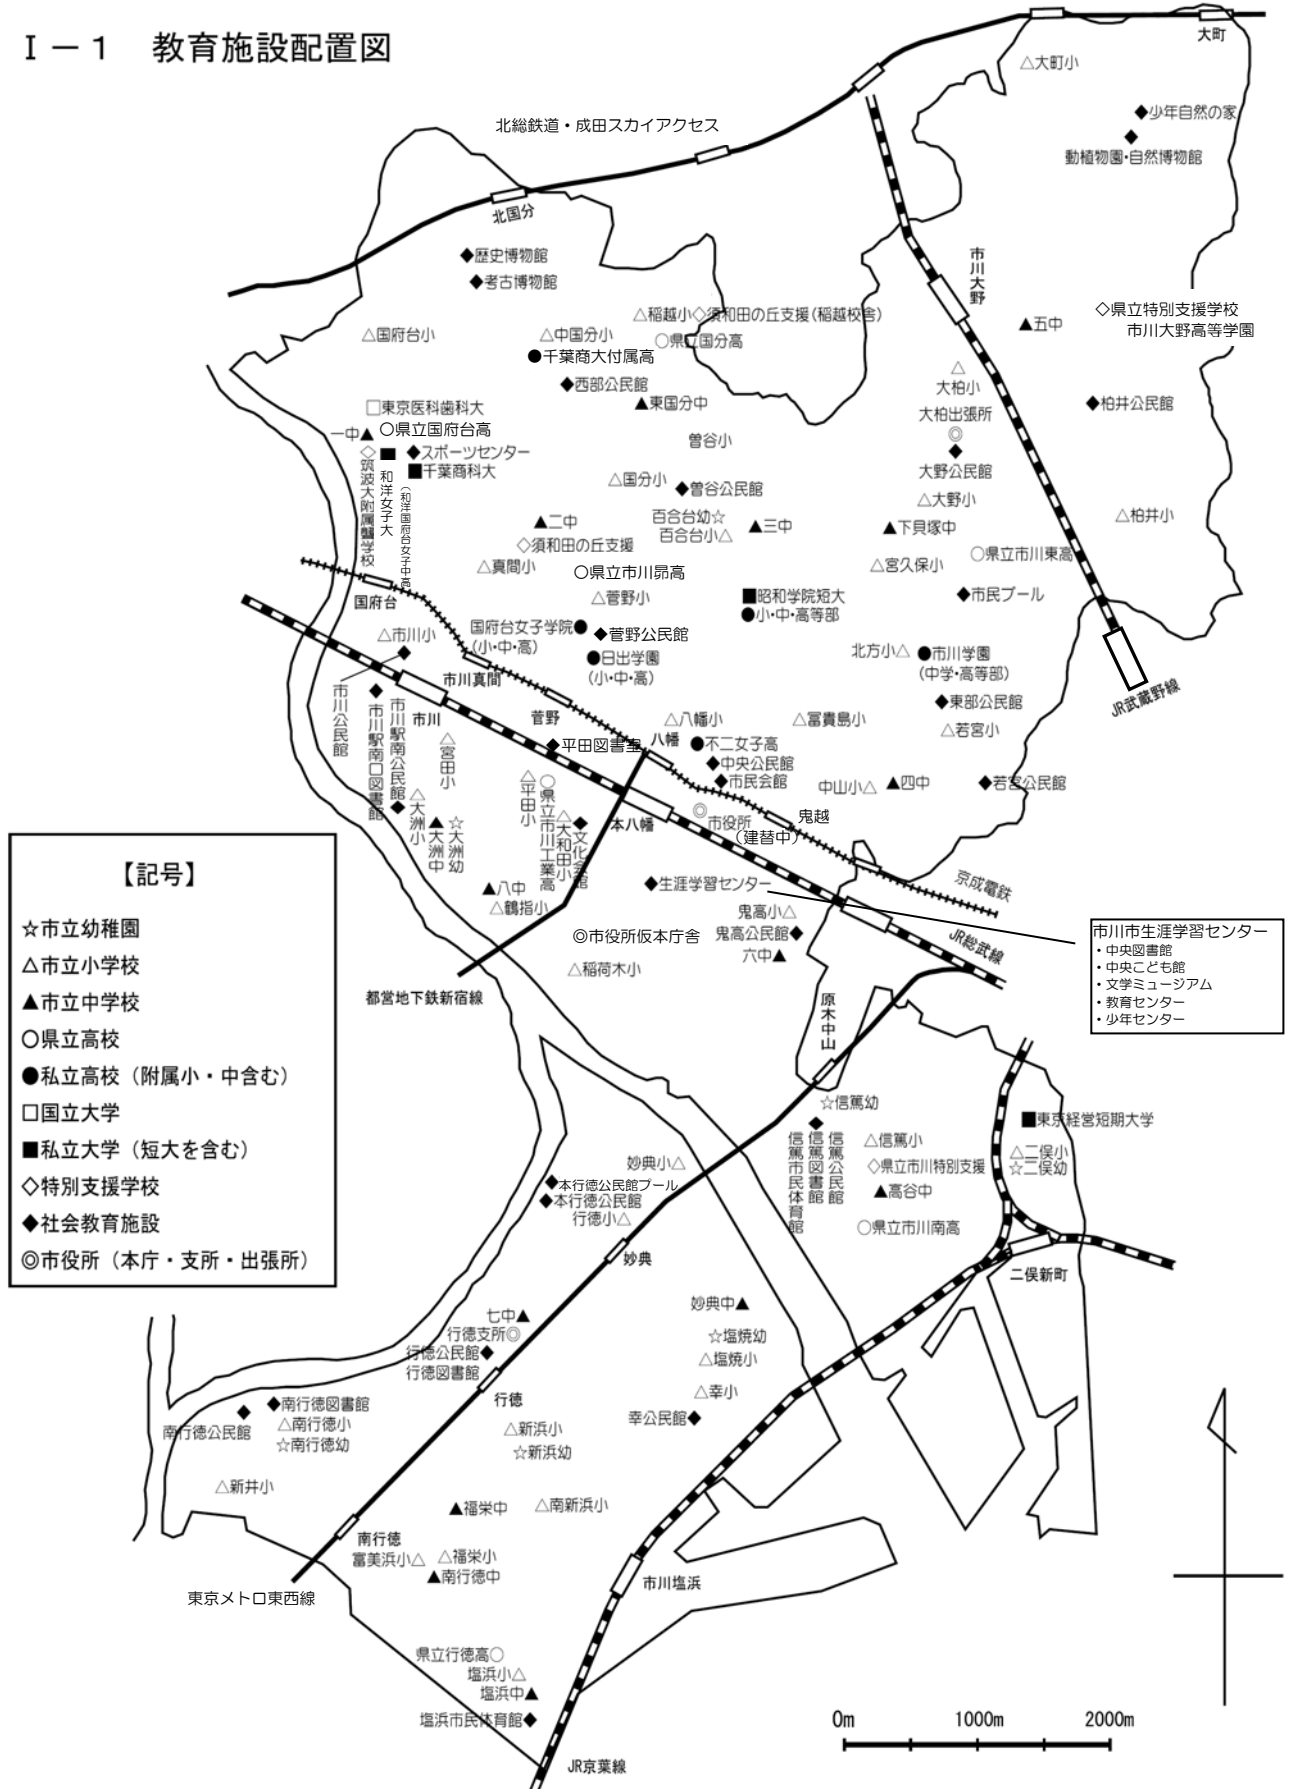 Ⅰ－１　教育施設配置図
大町
△大町小
◆少年自然の家
◆
動植物園・自然博物館
北総鉄道・成田スカイアクセス
北国分
◆歴史博物館
◆考古博物館
市川大野
◇県立特別支援学校
市川大野高等学園
△稲越小◇須和田の丘支援(稲越校舎)
▲五中
△国府台小
△中国分小
○県立国分高
●千葉商大付属高
◆西部公民館
△
大柏小
□東京医科歯科大
▲東国分中
◆柏井公民館
大柏出張所
◎
一中▲
○県立国府台高
曽谷小
◇
筑波大附属聾学校
■
和洋女子大
(和洋国府台女子中高)
◆スポーツセンター
■千葉商科大
◆
大野公民館
△国分小
◆曽谷公民館
△大野小
百合台幼☆
百合台小△
△柏井小
▲二中
▲三中
▲下貝塚中
◇須和田の丘支援
○県立市川東高
△真間小
○県立市川昴高
△宮久保小
国府台
△菅野小
■昭和学院短大
●小・中・高等部
◆市民プール
△市川小
◆
国府台女子学院●
(小・中・高)
◆菅野公民館
●日出学園
(小・中・高)
北方小△
●市川学園
(中学・高等部)
市川真間
市川公民館
◆
市川駅南口図書館
市川駅南公民館
◆
市川
菅野
◆東部公民館
JR武蔵野線
△八幡小
△冨貴島小
△若宮小
△宮田小
◆平田図書室
八幡
●不二女子高
◆中央公民館
◆市民会館
中山小△
▲四中
◆若宮公民館
△大洲小
▲大洲中
☆大洲幼
△平田小
○県立市川工業高
△大和田小
◆文化会館
本八幡
◎
市役所
(建替中)
鬼越
【記号】
☆市立幼稚園
△市立小学校
▲市立中学校
○県立高校
●私立高校（附属小・中含む）
□国立大学
■私立大学（短大を含む）
◇特別支援学校
◆社会教育施設
◎市役所（本庁・支所・出張所）
▲八中
△鶴指小
◆生涯学習センター
京成電鉄
鬼高小△
鬼高公民館◆
六中▲
◎市役所仮本庁舎
△稲荷木小
JR総武線
市川市生涯学習センター
・中央図書館
・中央こども館
・文学ミュージアム
・教育センター
・少年センター
都営地下鉄新宿線
原木中山
☆信篤幼
◆
信篤市民体育館
信篤図書館
信篤公民館
△信篤小
◇県立市川特別支援
▲高谷中
○県立市川南高
■東京経営短期大学
△二俣小
☆二俣幼
妙典小△
◆本行徳公民館プール
◆本行徳公民館
行徳小△
妙典
二俣新町
七中▲
行徳支所◎
行徳公民館◆
行徳図書館
妙典中▲
☆塩焼幼
△塩焼小
△幸小
幸公民館◆
行徳
◆
南行徳公民館
◆南行徳図書館
△南行徳小
☆南行徳幼
△新浜小
☆新浜幼
△新井小
▲福栄中
△南新浜小
南行徳
富美浜小△
△福栄小
▲南行徳中
市川塩浜
東京メトロ東西線
県立行徳高○
塩浜小△
塩浜中▲
塩浜市民体育館◆
JR京葉線
0m
1000m
2000m